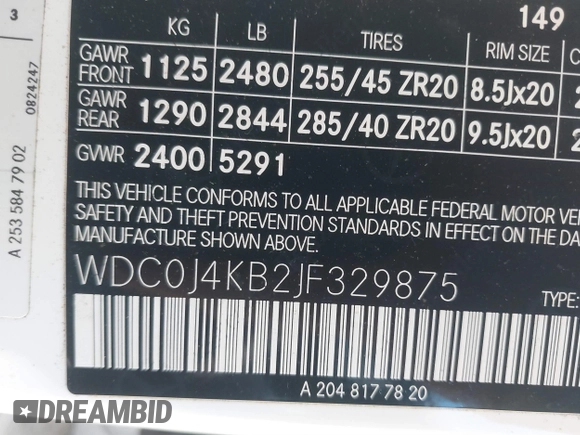 149
KG LB TIRES RIM SIZE
GAWR FRONT 1125 2480 255/45 ZR20 8.5Jx20
GAWR REAR 1290 2844 285/40 ZR20 9.5Jx20
GVWR 2400 5291
THIS VEHICLE CONFORMS TO ALL APPLICABLE FEDERAL MOTOR
SAFETY AND THEFT PREVENTION STANDARDS IN EFFECT ON THE
MANUFACTURE SHOWN ABOVE.
WDC0J4KB2JF329875
TYPE:
A 204 817 78 20
3
0824247
A 253 584 79 02
DREAMBID